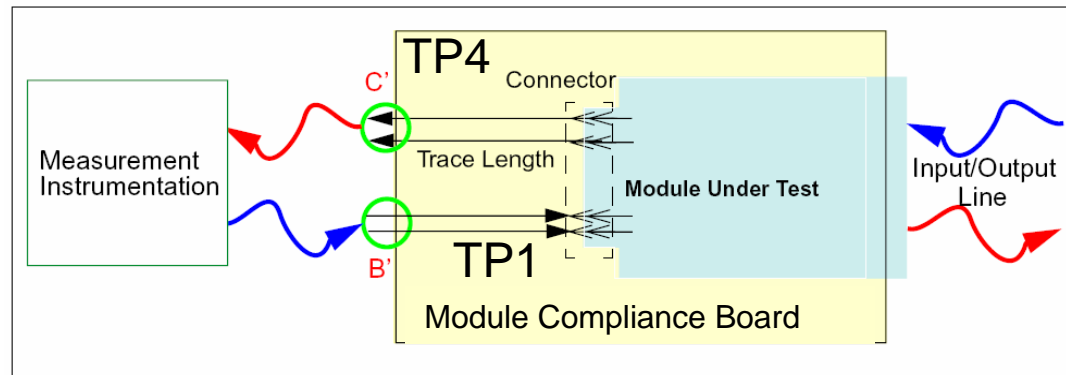 TP4
C’
Connector
Measurement
Instrumentation
Trace Length
Module Under Test
Input/Output
Line
B’
TP1
Module Compliance Board